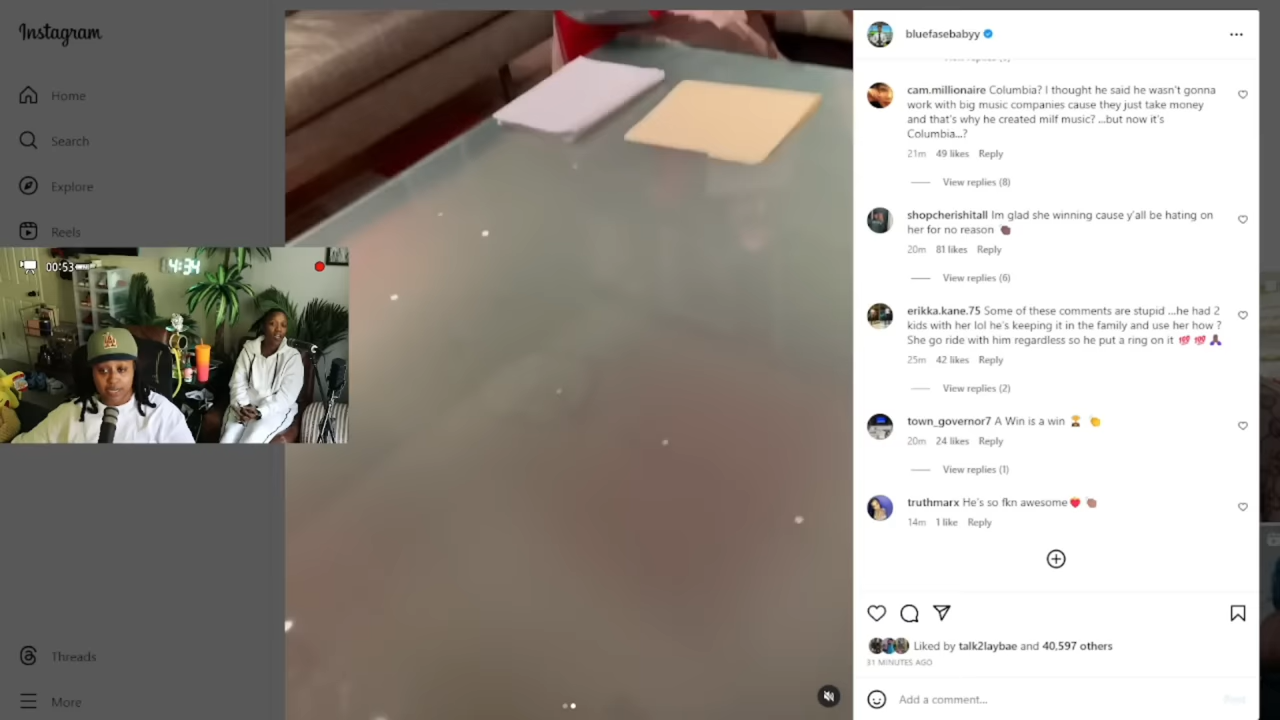 Instagram
Home
Search
Explore
Reels
00:53
4:34
Threads
More
bluefasebabyy
cam.millionaire Columbia? I thought he said he wasn't gonna
work with big music companies cause they just take money
and that's why he created milf music? ...but now it's
Columbia...?
21m 49 likes Reply
View replies (8)
shopcherishitall Im glad she winning cause y'all be hating on
her for no reason
20m 81 likes Reply
View replies (6)
erikka.kane.75 Some of these comments are stupid ...he had 2
kids with her lol he's keeping it in the family and use her how ?
She go ride with him regardless so he put a ring on it 💯 💯
25m 42 likes Reply
View replies (2)
town_governor7 A Win is a win
20m 24 likes Reply
View replies (1)
truthmarx He's so fkn awesome
14m 1 like Reply
Liked by talk2laybae and 40,597 others
31 MINUTES AGO
Add a comment...
Post